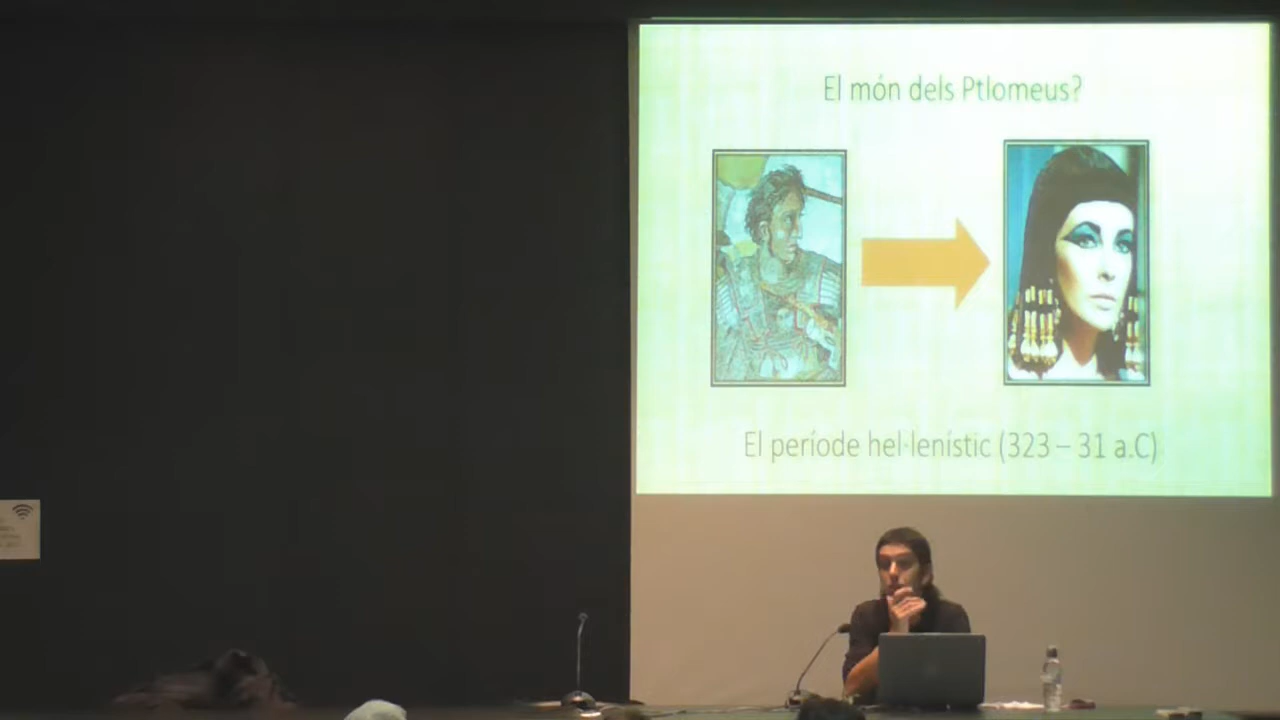 El món dels Ptlomeus?
El període hel·lenístic (323 – 31 a.C)